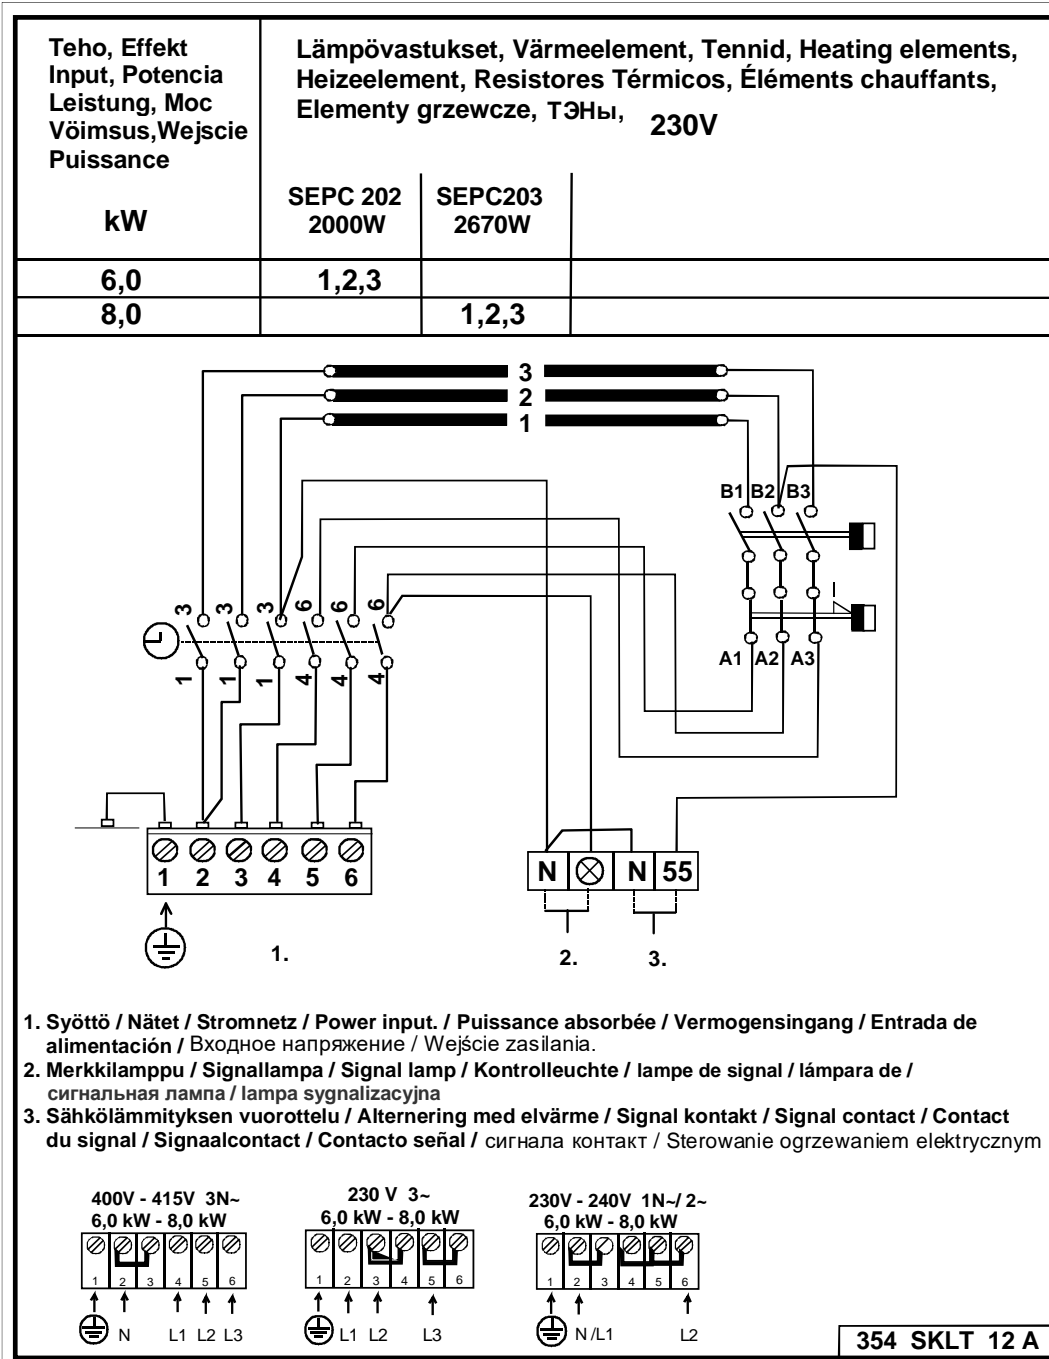 Teho, Effekt
Input, Potencia
Leistung, Moc
Vöimsus,Wejscie
Puissance
kW
Lämpövastukset, Värmeelement, Tennid, Heating elements,
Heizeelement, Resistores Térmicos, Éléments chauffants,
Elementy grzewcze, ТЭНы, 230V
SEPC 202
2000W
SEPC203
2670W
6,0 1,2,3
8,0 1,2,3
3
2
1
B1 B2 B3
3 3 3 6 6 6
1 1 1 4 4 4
A1 A2 A3
1 2 3 4 5 6
N N 55
1. 2. 3.
1. Syöttö / Nätet / Stromnetz / Power input. / Puissance absorbée / Vermogensingang / Entrada de
alimentación / Входное напряжение / Wejście zasilania.
2. Merkkilamppu / Signallampa / Signal lamp / Kontrolleuchte / lampe de signal / lámpara de /
сигнальная лампа / lampa sygnalizacyjna
3. Sähkölämmityksen vuorottelu / Alternering med elvärme / Signal kontakt / Signal contact / Contact
du signal / Signaalcontact / Contacto señal / сигнала контакт / Sterowanie ogrzewaniem elektrycznym
400V - 415V 3N~
6,0 kW - 8,0 kW
1 2 3 4 5 6
N L1 L2 L3
230 V 3~
6,0 kW - 8,0 kW
1 2 3 4 5 6
L1 L2 L3
230V - 240V 1N~/ 2~
6,0 kW - 8,0 kW
1 2 3 4 5 6
N /L1 L2
354 SKLT 12 A